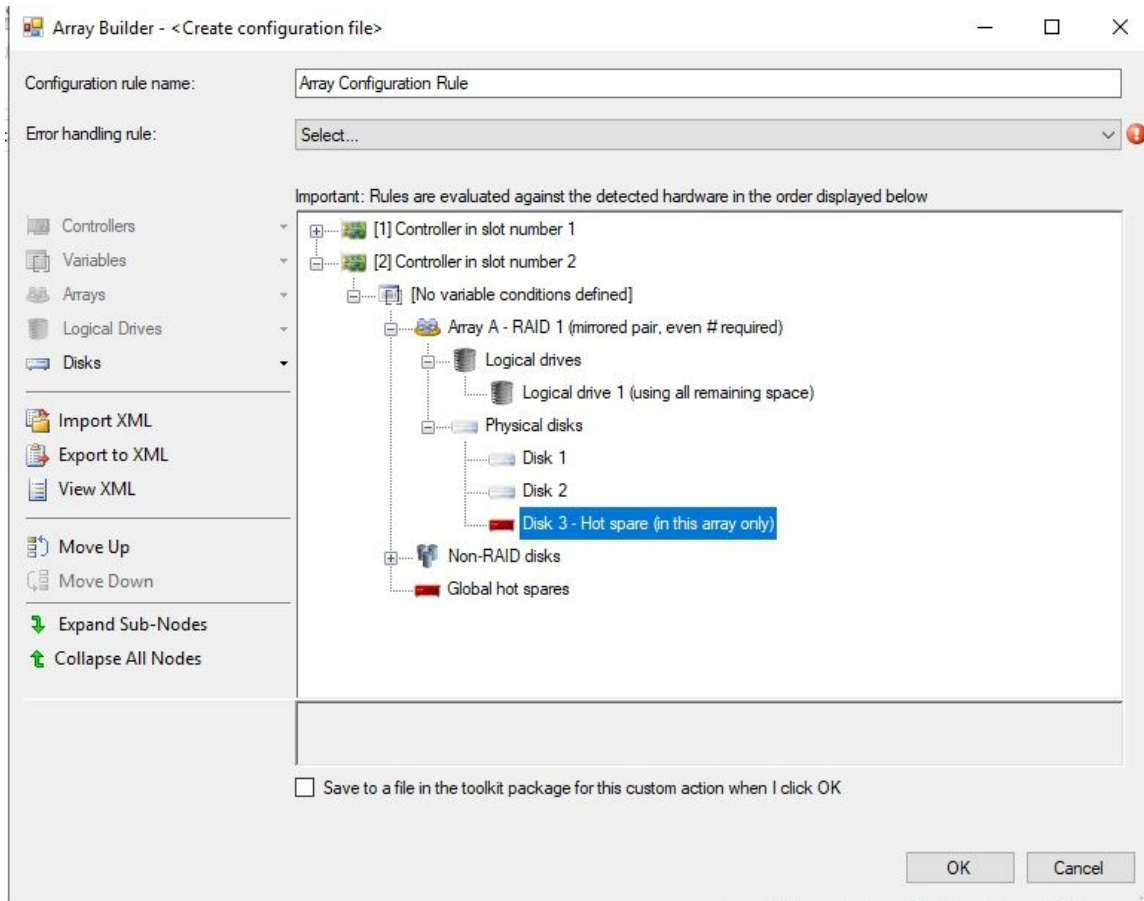 Array Builder - <Create configuration file>
Configuration rule name:
Array Configuration Rule
Error handling rule:
Select...
Important: Rules are evaluated against the detected hardware in the order displayed below
Controllers
Variables
Arrays
Logical Drives
Disks
Import XML
Export to XML
View XML
Move Up
Move Down
Expand Sub-Nodes
Collapse All Nodes
[1] Controller in slot number 1
[2] Controller in slot number 2
[No variable conditions defined]
Array A - RAID 1 (mirrored pair, even # required)
Logical drives
Logical drive 1 (using all remaining space)
Physical disks
Disk 1
Disk 2
Disk 3 - Hot spare (in this array only)
Non-RAID disks
Global hot spares
Save to a file in the toolkit package for this custom action when I click OK
OK
Cancel